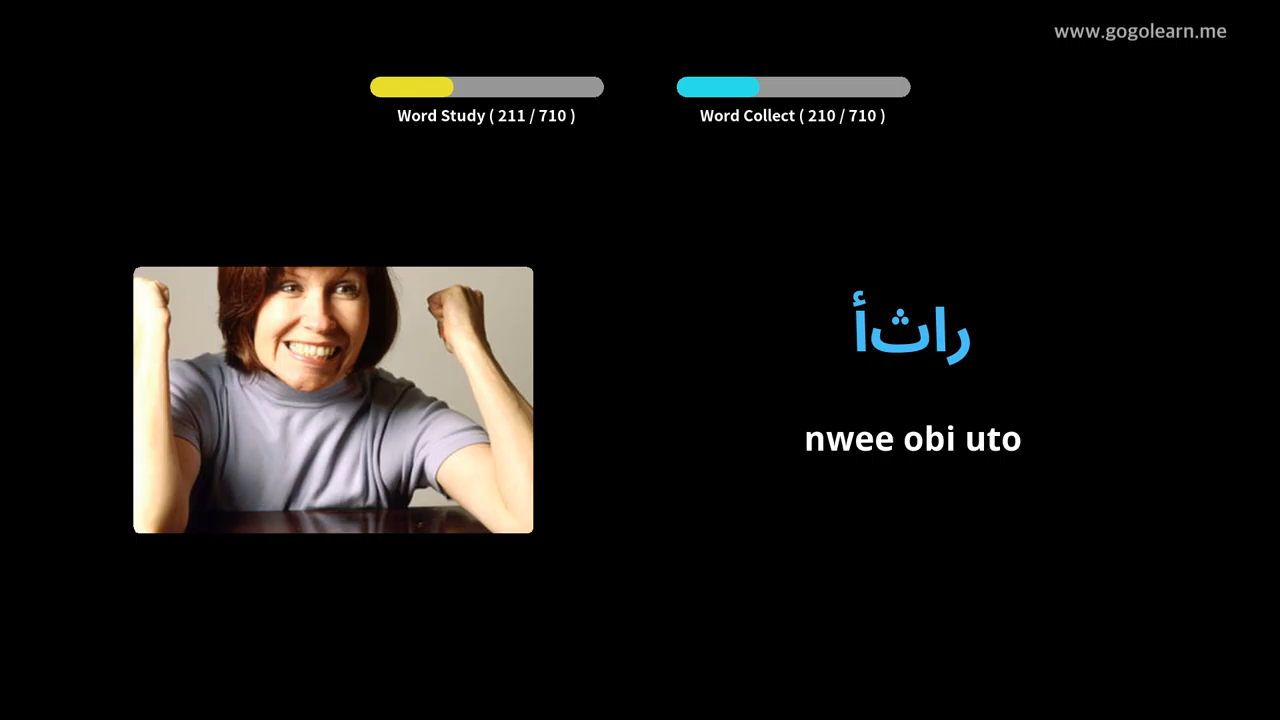 www.gogolearn.me
Word Study ( 211 / 710 )
Word Collect ( 210 / 710 )
راثأ
nwee obi uto